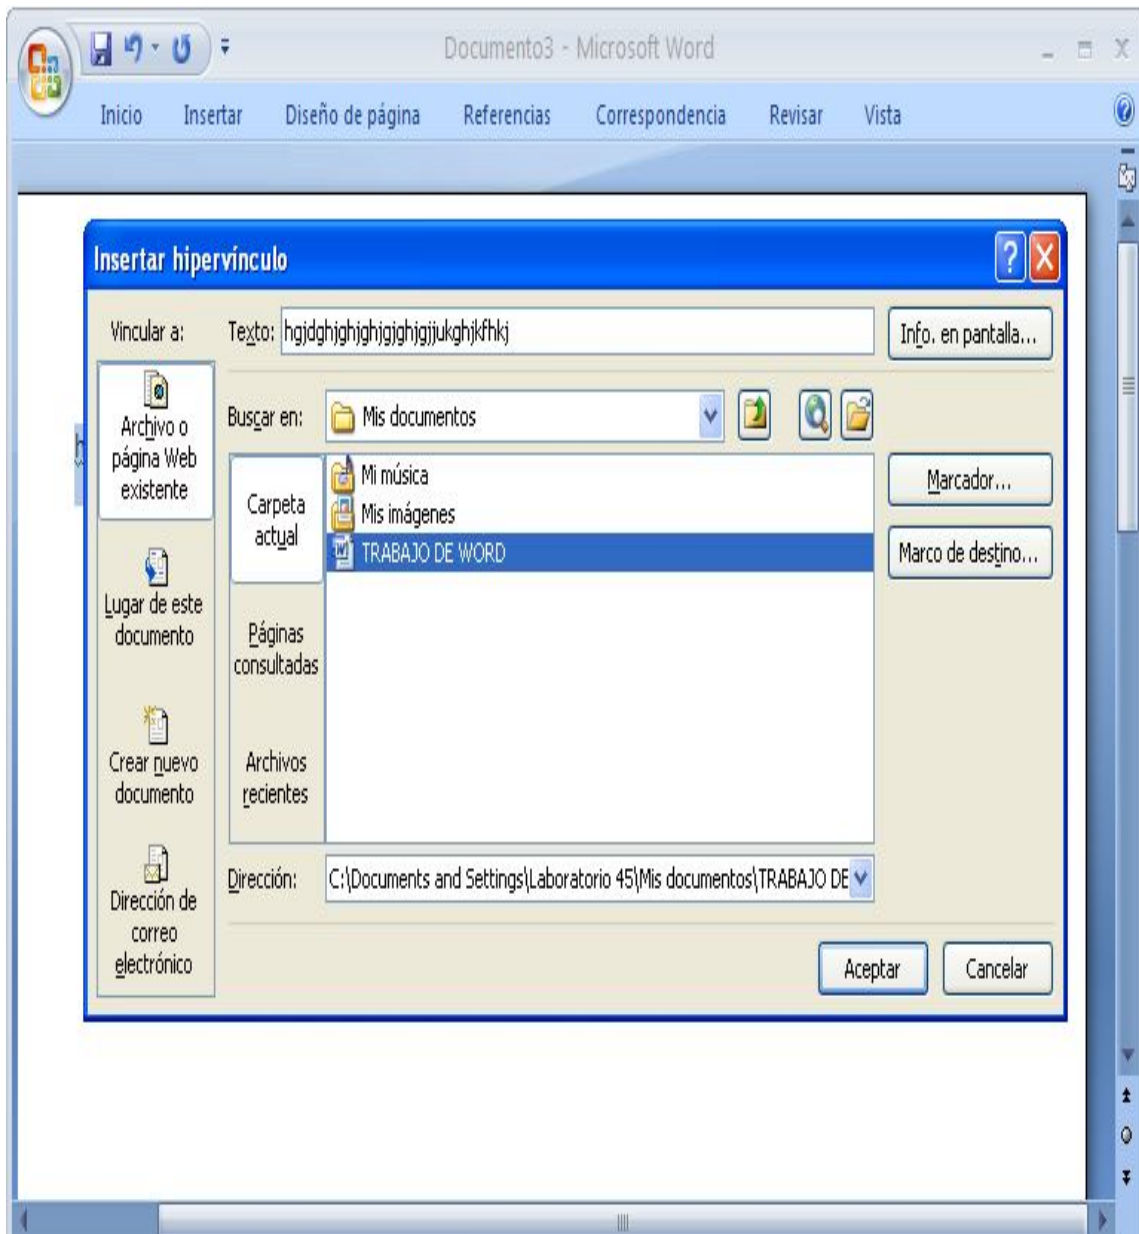 Documento3 - Microsoft Word
Inicio Insertar Diseño de página Referencias Correspondencia Revisar Vista
Insertar hipervínculo
Vincular a:
Texto: hgjdghjghjghjgjghjgjjukghjkfhkj
Info. en pantalla...
Archivo o
página Web
existente
Buscar en: Mis documentos
Carpeta
actual
Mi música
Mis imágenes
TRABAJO DE WORD
Marcador...
Marco de destino...
Lugar de este
documento
Páginas
consultadas
Crear nuevo
documento
Archivos
recientes
Dirección de
correo
electrónico
Dirección: C:\Documents and Settings\Laboratorio 45\Mis documentos\TRABAJO DE
Aceptar Cancelar